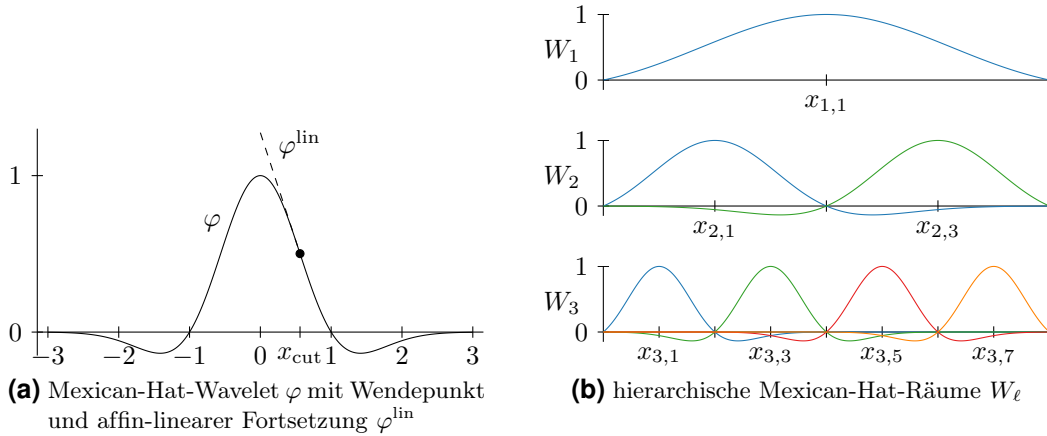 1
0
φ
φ^lin
−3 −2 −1 0 x_cut 1 2 3
(a) Mexican-Hat-Wavelet φ mit Wendepunkt
und affin-linearer Fortsetzung φ^lin
1
W_1
0
x_{1,1}
1
W_2
0
x_{2,1} x_{2,3}
1
W_3
0
x_{3,1} x_{3,3} x_{3,5} x_{3,7}
(b) hierarchische Mexican-Hat-Räume W_ℓ